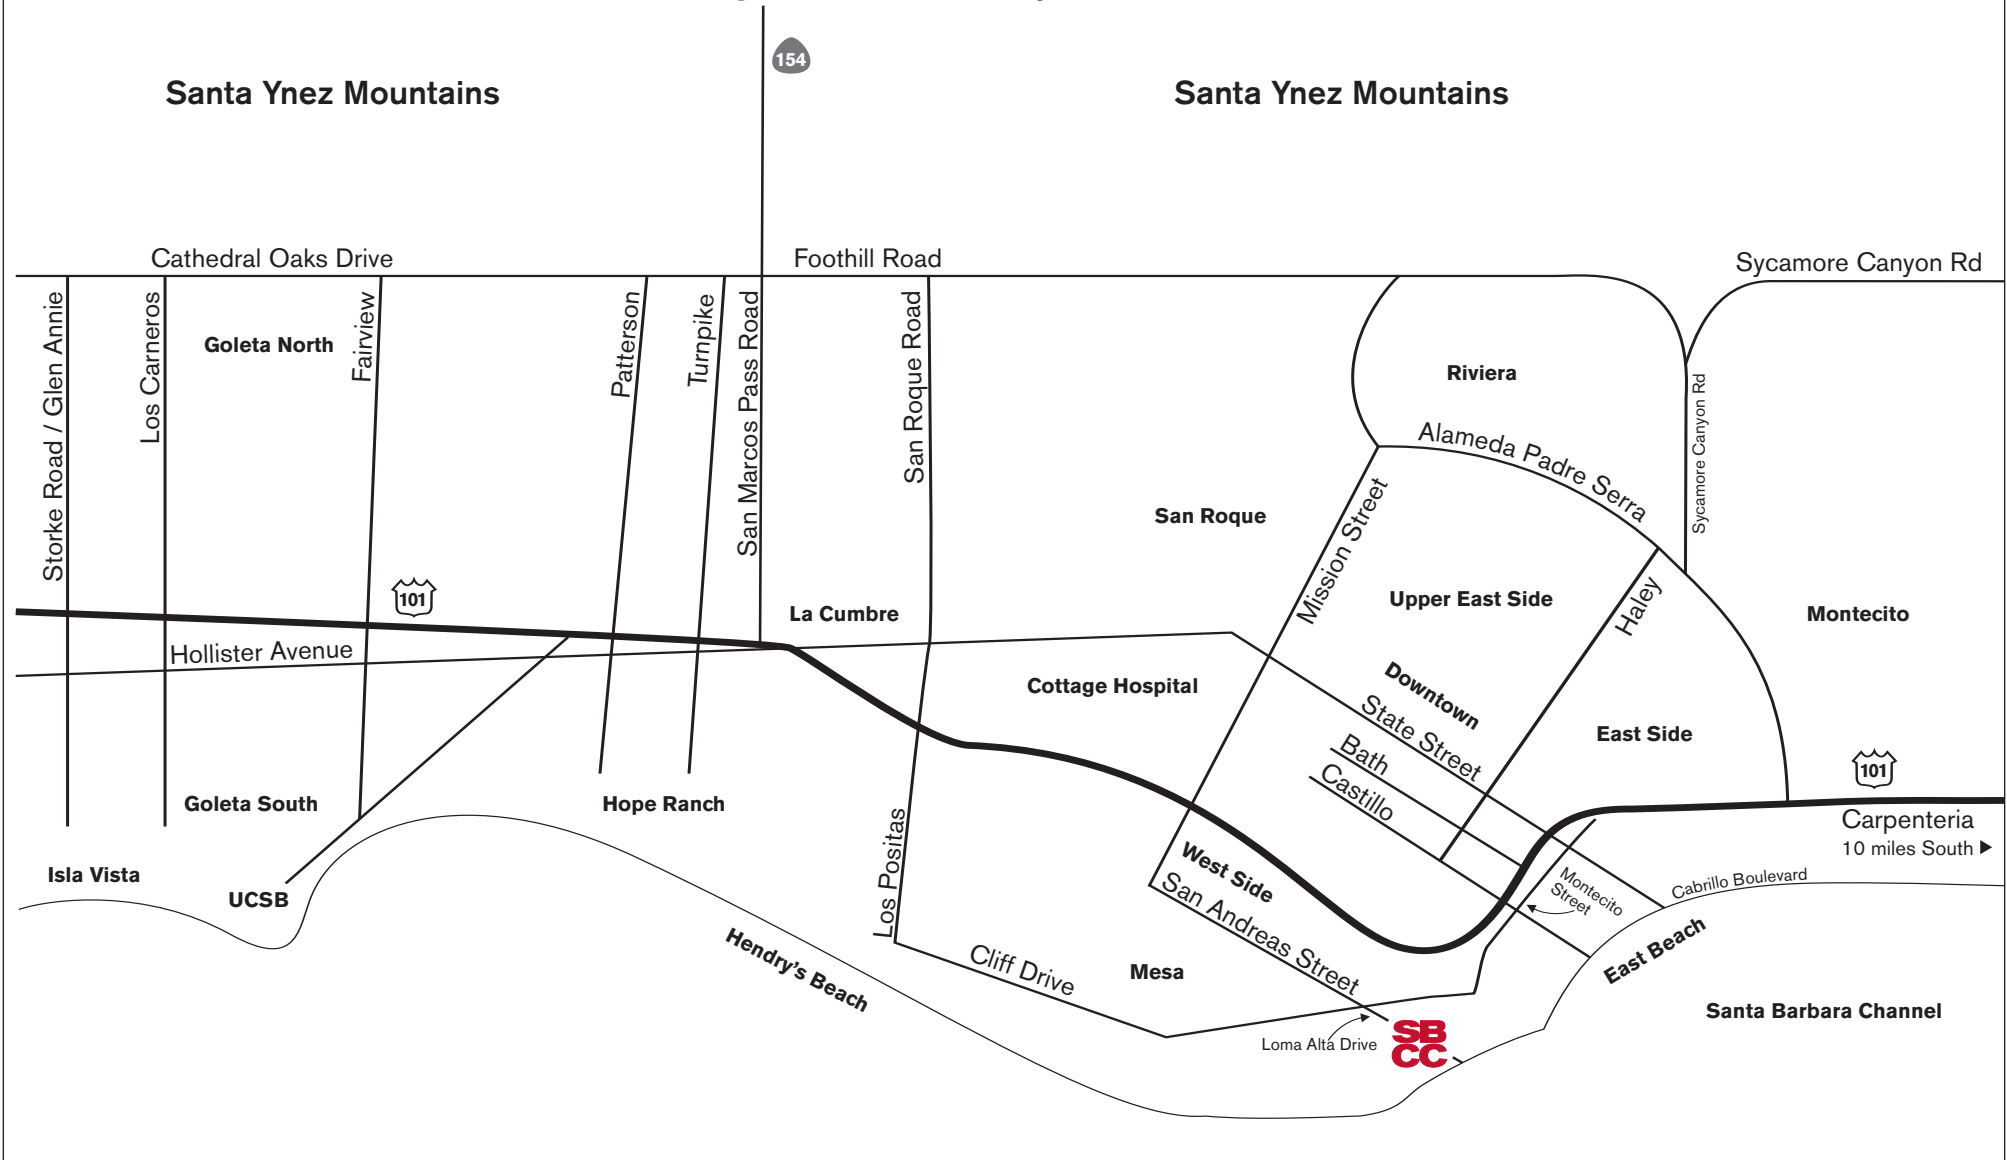 154
Santa Ynez Mountains
Santa Ynez Mountains
Cathedral Oaks Drive
Foothill Road
Sycamore Canyon Rd
Storke Road / Glen Annie
Los Carneros
Goleta North
Fairview
Patterson
Turnpike
San Marcos Pass Road
San Roque Road
Riviera
Sycamore Canyon Rd
Alameda Padre Serra
San Roque
Mission Street
Upper East Side
Haley
Montecito
101
La Cumbre
Hollister Avenue
Cottage Hospital
Downtown
State Street
Bath
Castillo
East Side
101
Goleta South
Hope Ranch
Los Positas
Carpenteria
10 miles South
Isla Vista
UCSB
West Side
San Andreas Street
Montecito
Street
Cabrillo Boulevard
Hendry's Beach
Cliff Drive
Mesa
East Beach
Santa Barbara Channel
Loma Alta Drive
SB
CC